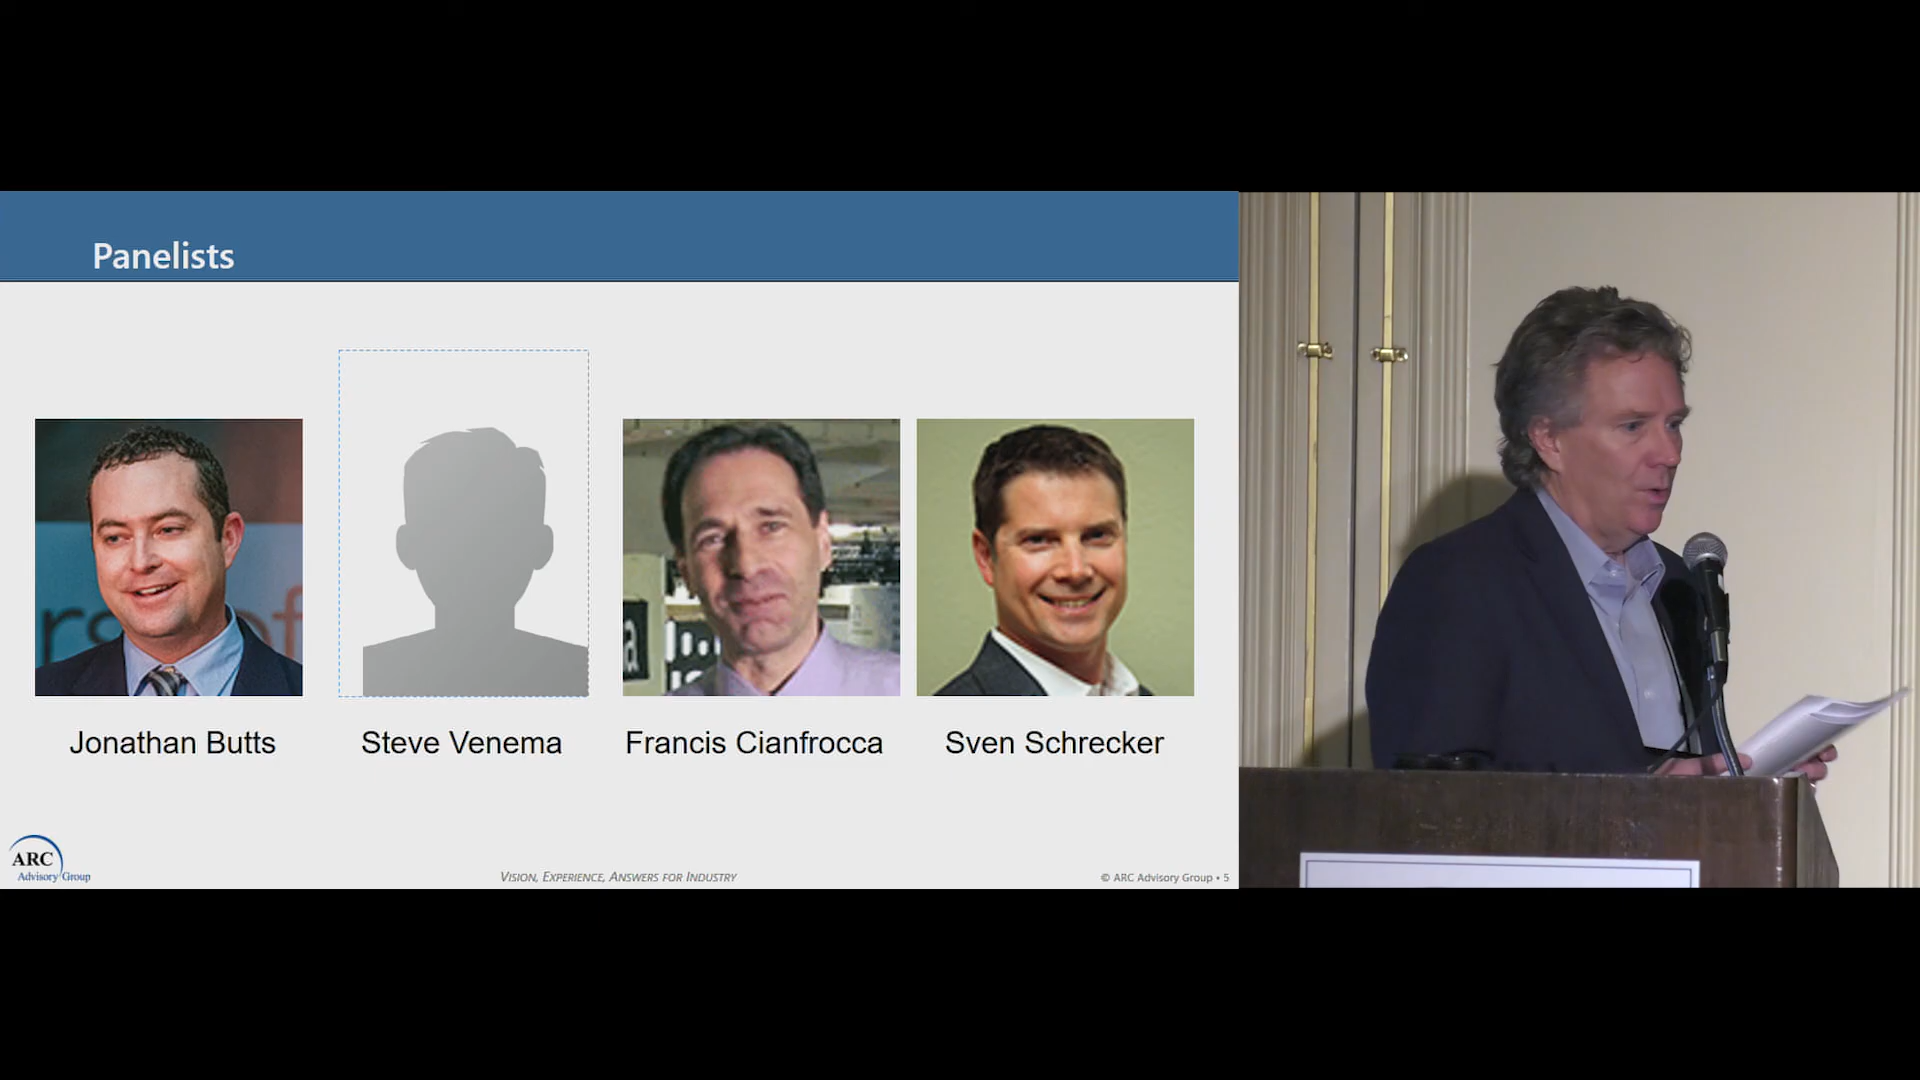 Panelists
Jonathan Butts
Steve Venema
Francis Cianfrocca
Sven Schrecker
ARC
Advisory Group
VISION, EXPERIENCE, ANSWERS FOR INDUSTRY
© ARC Advisory Group • 5